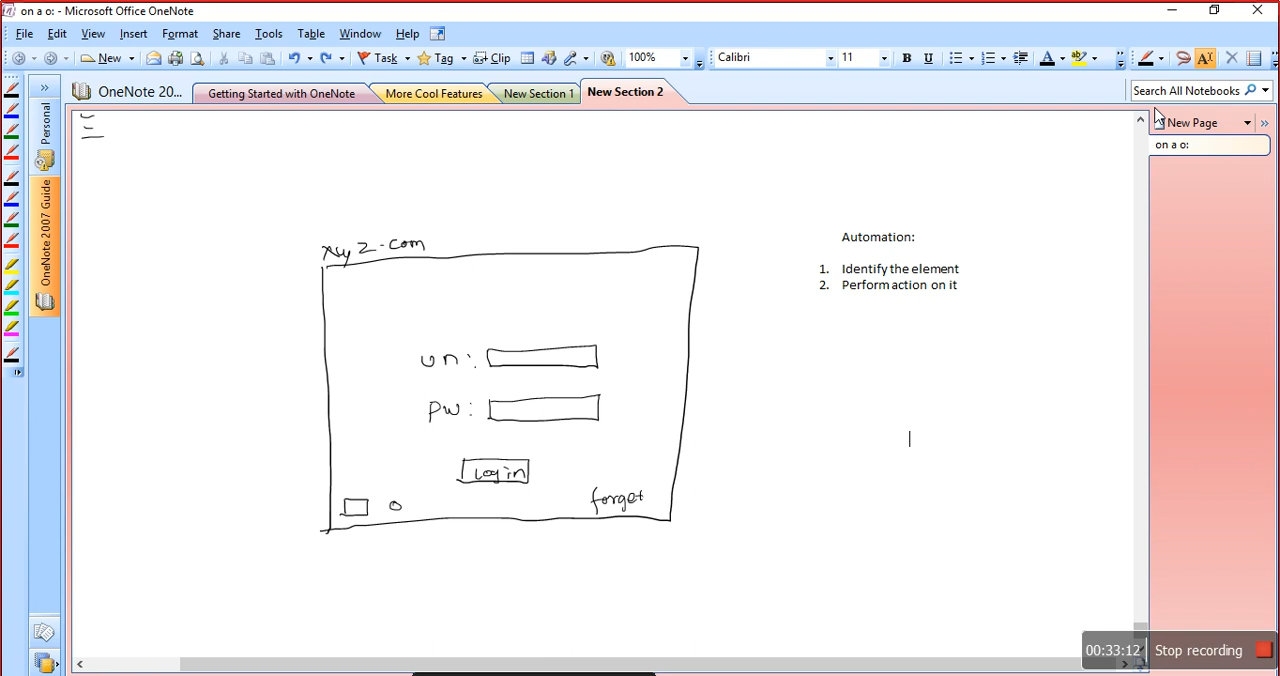 on a o: - Microsoft Office OneNote
File Edit View Insert Format Share Tools Table Window Help
New Task Tag Clip 100% Calibri 11 B U A
OneNote 20... Getting Started with OneNote More Cool Features New Section 1 New Section 2 Search All Notebooks
Personal
OneNote 2007 Guide
New Page
on a o:
xyz.com
Un:
pw:
Login
forget
Automation:
1. Identify the element
2. Perform action on it
00:33:12 Stop recording